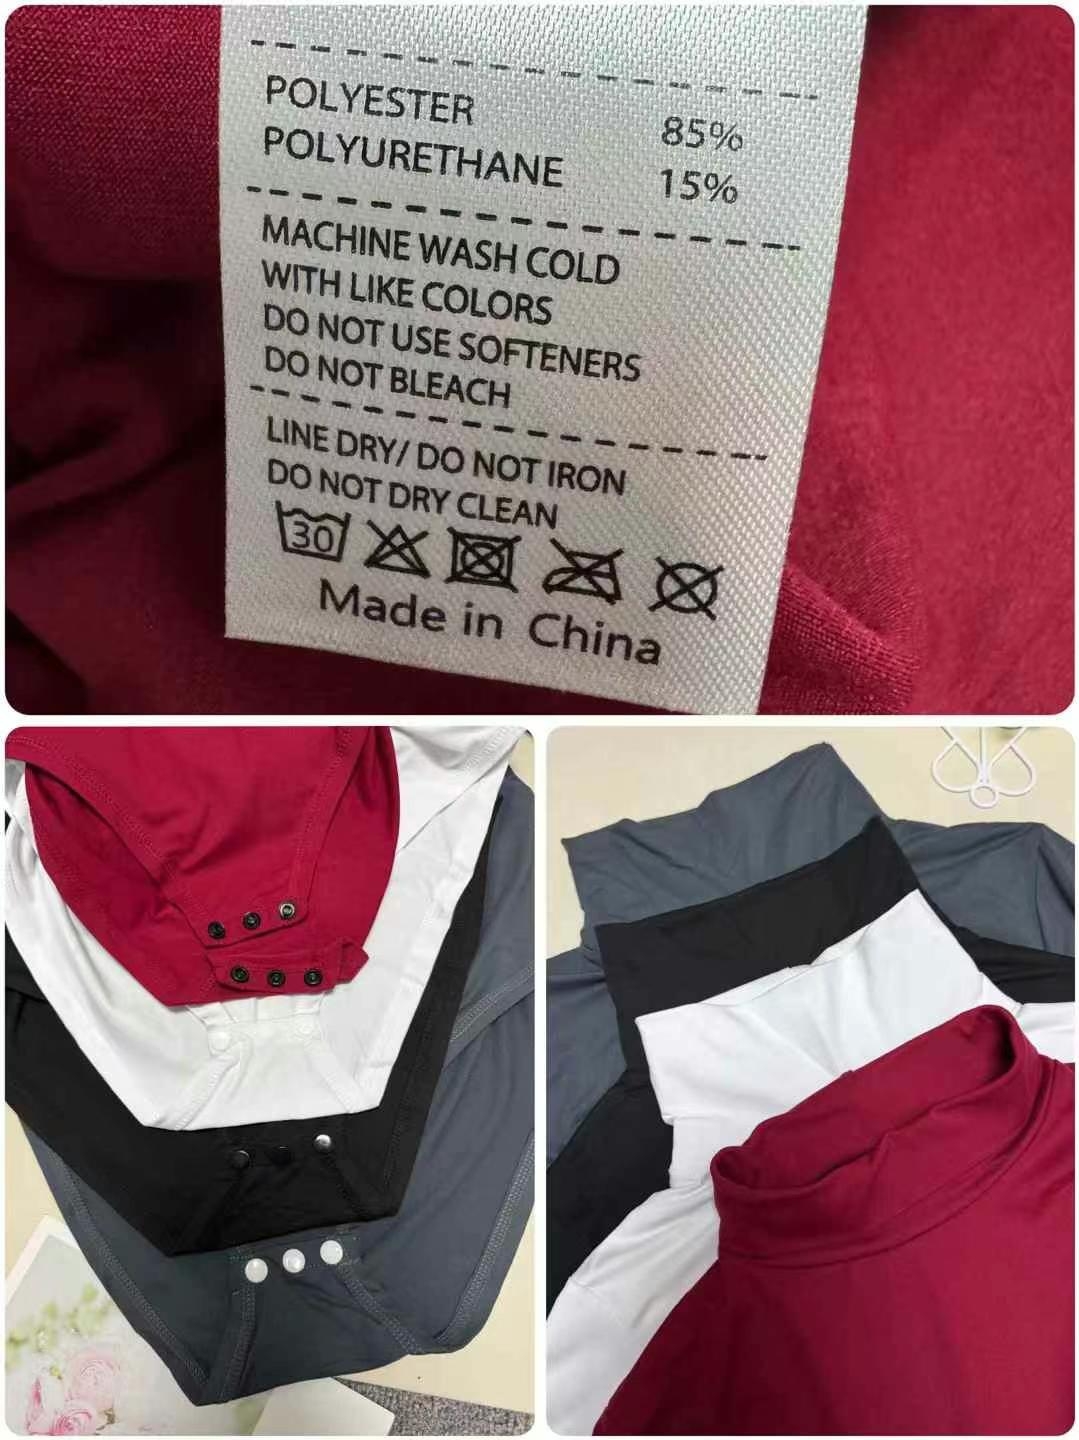 POLYESTER 85%
POLYURETHANE 15%
MACHINE WASH COLD
WITH LIKE COLORS
DO NOT USE SOFTENERS
DO NOT BLEACH
LINE DRY/ DO NOT IRON
DO NOT DRY CLEAN
30
Made in China